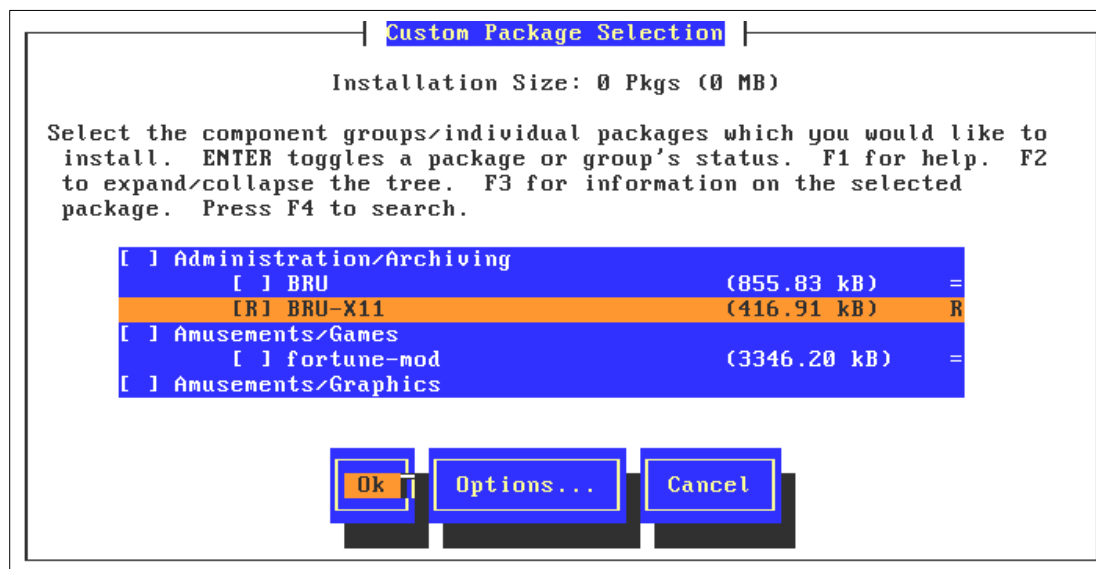 Custom Package Selection
Installation Size: 0 Pkgs (0 MB)
Select the component groups/individual packages which you would like to
install.  ENTER toggles a package or group's status.  F1 for help.  F2
to expand/collapse the tree.  F3 for information on the selected
package.  Press F4 to search.
[ ] Administration/Archiving
[ ] BRU (855.83 kB) =
[R] BRU-X11 (416.91 kB) R
[ ] Amusements/Games
[ ] fortune-mod (3346.20 kB) =
[ ] Amusements/Graphics
Ok Options... Cancel